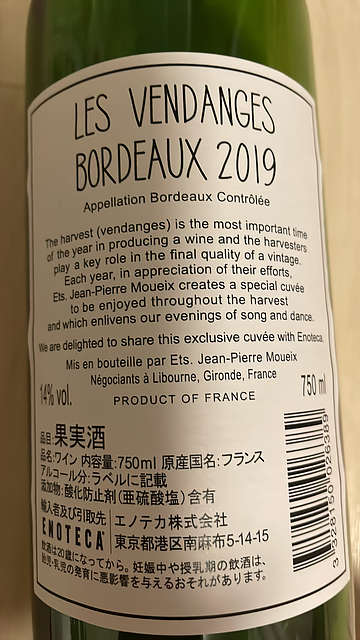 LES VENDANGES
BORDEAUX 2019
Appellation Bordeaux Contrôlée
The harvest (vendanges) is the most important time
of the year in producing a wine and the harvesters
play a key role in the final quality of a vintage.
Each year, in appreciation of their efforts,
Ets. Jean-Pierre Moueix creates a special cuvée
to be enjoyed throughout the harvest
and which enlivens our evenings of song and dance.
We are delighted to share this exclusive cuvée with Enoteca.
Mis en bouteille par Ets. Jean-Pierre Moueix
Négociants à Libourne, Gironde, France
14% vol.
750 ml
PRODUCT OF FRANCE
品目:果実酒
品名:ワイン 内容量:750ml 原産国名:フランス
アルコール分:ラベルに記載
添加物:酸化防止剤(亜硫酸塩)含有
輸入者及び引取先
ENOTECA
エノテカ株式会社
東京都港区南麻布5-14-15
飲酒は20歳になってから。妊娠中や授乳期の飲酒は、
胎児・乳児の発育に悪影響を与えるおそれがあります。
3 328150 026389